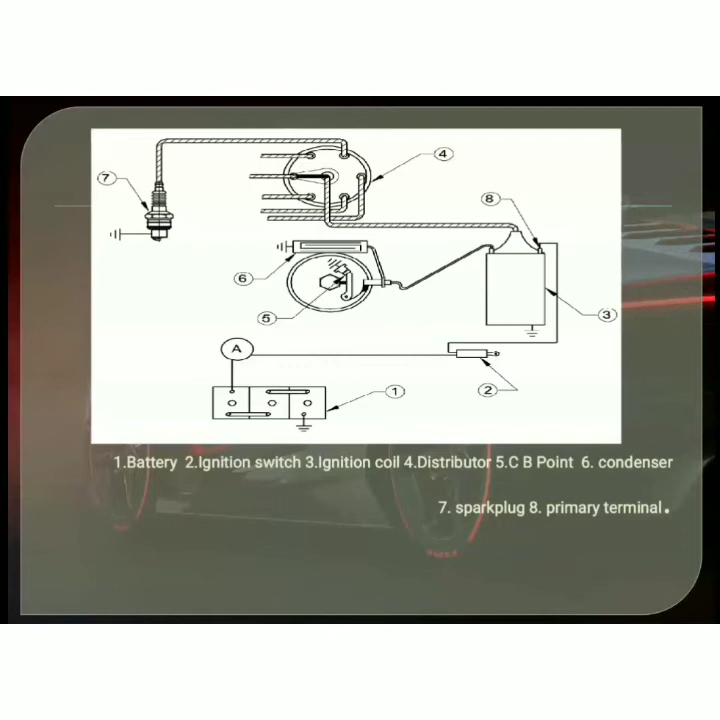 4
7
8
6
5
3
A
2
1
1.Battery 2.Ignition switch 3.Ignition coil 4.Distributor 5.C B Point 6. condenser
7. sparkplug 8. primary terminal.